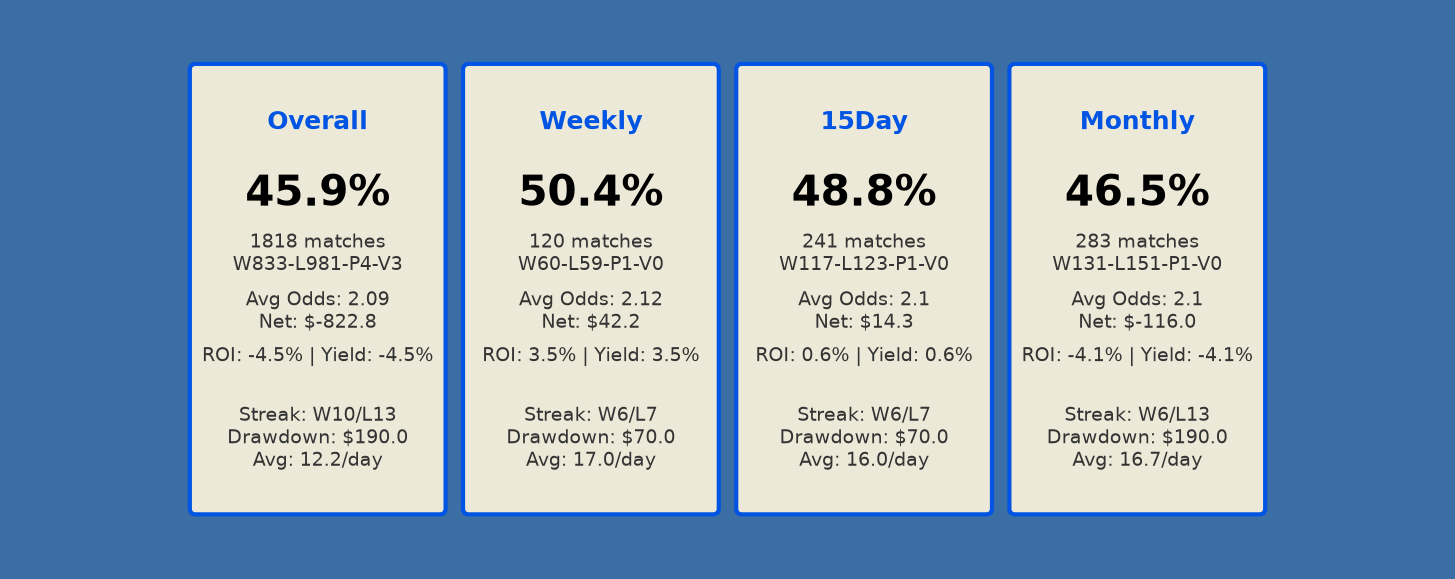 Overall
45.9%
1818 matches
W833-L981-P4-V3
Avg Odds: 2.09
Net: $-822.8
ROI: -4.5% | Yield: -4.5%
Streak: W10/L13
Drawdown: $190.0
Avg: 12.2/day
Weekly
50.4%
120 matches
W60-L59-P1-V0
Avg Odds: 2.12
Net: $42.2
ROI: 3.5% | Yield: 3.5%
Streak: W6/L7
Drawdown: $70.0
Avg: 17.0/day
15Day
48.8%
241 matches
W117-L123-P1-V0
Avg Odds: 2.1
Net: $14.3
ROI: 0.6% | Yield: 0.6%
Streak: W6/L7
Drawdown: $70.0
Avg: 16.0/day
Monthly
46.5%
283 matches
W131-L151-P1-V0
Avg Odds: 2.1
Net: $-116.0
ROI: -4.1% | Yield: -4.1%
Streak: W6/L13
Drawdown: $190.0
Avg: 16.7/day